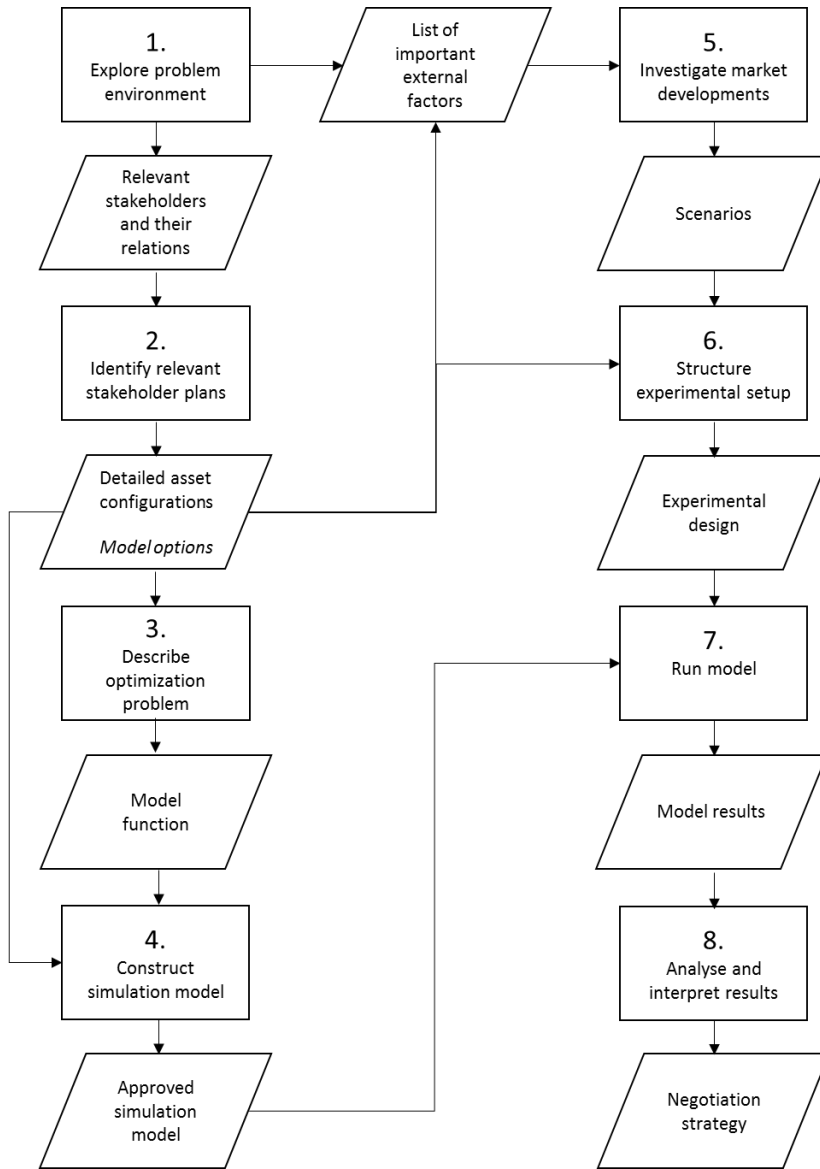 1.
Explore problem
environment
Relevant
stakeholders
and their
relations
2.
Identify relevant
stakeholder plans
Detailed asset
configurations
Model options
3.
Describe
optimization
problem
Model
function
4.
Construct
simulation model
Approved
simulation
model
List of
important
external
factors
5.
Investigate market
developments
Scenarios
6.
Structure
experimental setup
Experimental
design
7.
Run model
Model results
8.
Analyse and
interpret results
Negotiation
strategy